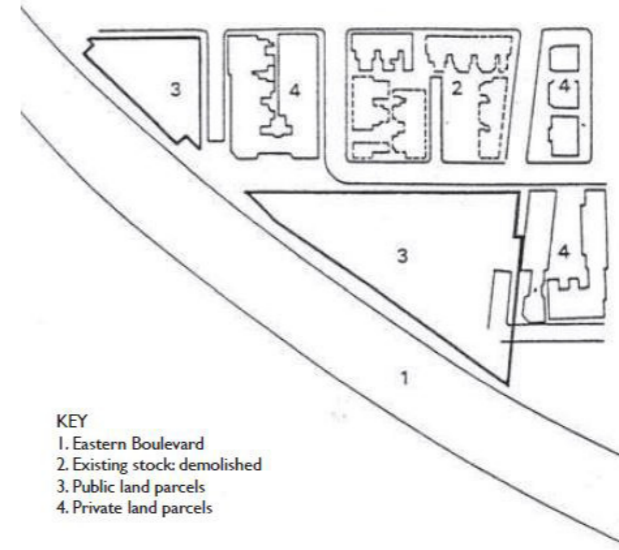 3
4
2
4
3
4
1
KEY
1. Eastern Boulevard
2. Existing stock: demolished
3. Public land parcels
4. Private land parcels